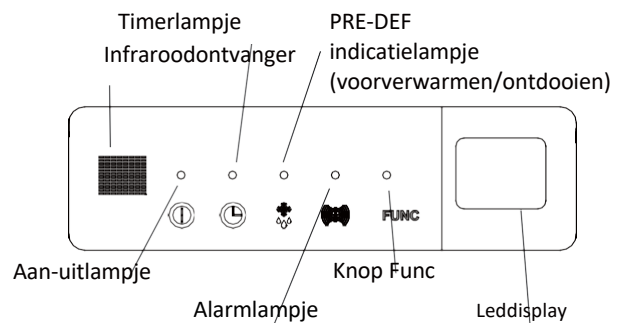 Timerlampje
Infraroodontvanger
PRE-DEF
indicatielampje
(voorverwarmen/ontdooien)
FUNC
Aan-uitlampje
Knop Func
Alarmlampje
Leddisplay